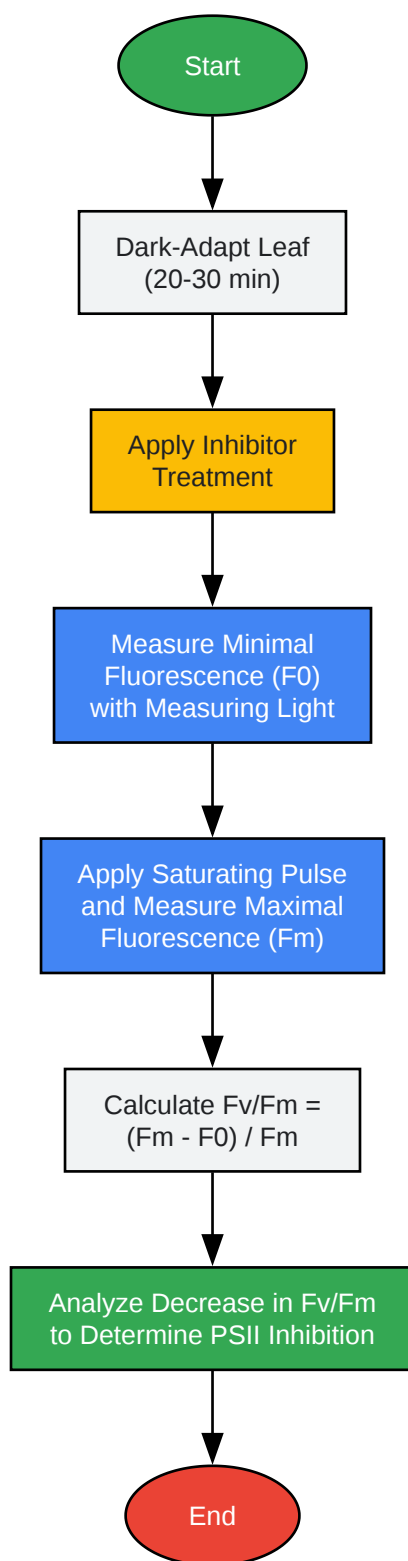 Start
Dark-Adapt Leaf
(20-30 min)
Apply Inhibitor
Treatment
Measure Minimal
Fluorescence (F0)
with Measuring Light
Apply Saturating Pulse
and Measure Maximal
Fluorescence (Fm)
Calculate Fv/Fm =
(Fm - F0) / Fm
Analyze Decrease in Fv/Fm
to Determine PSII Inhibition
End